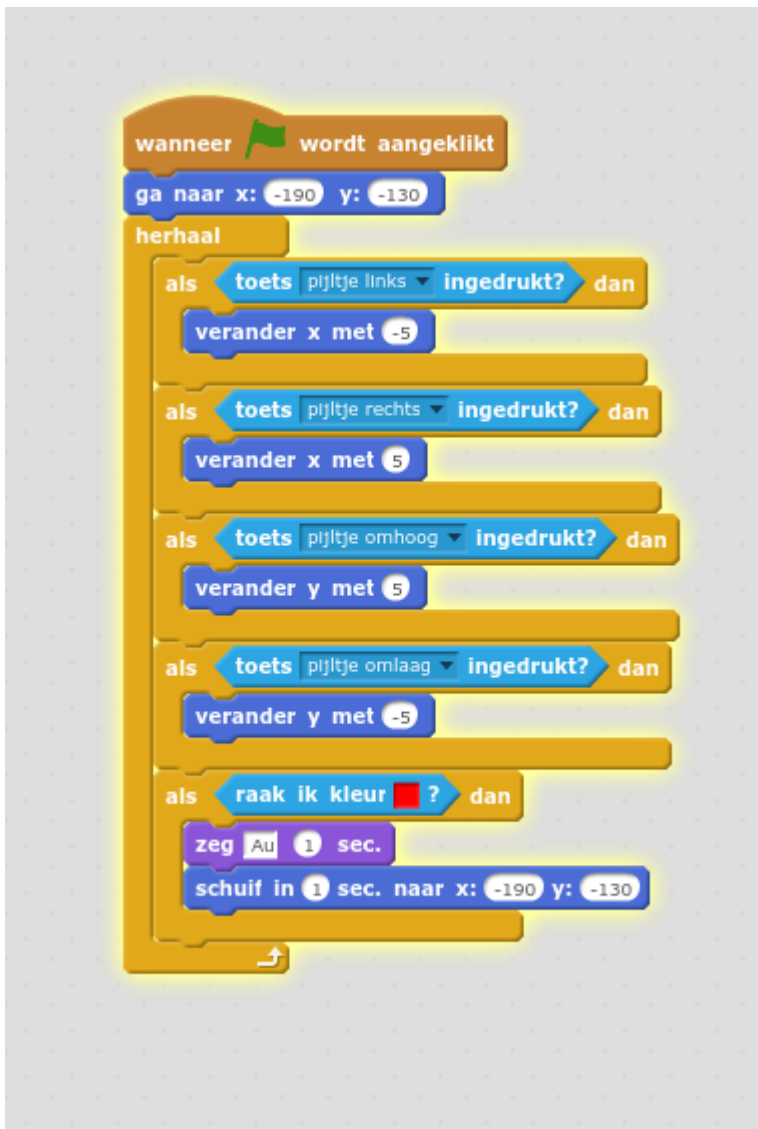 wanneer wordt aangeklikt
ga naar x: -190 y: -130
herhaal
als toets pijltje links ingedrukt? dan
verander x met -5
als toets pijltje rechts ingedrukt? dan
verander x met 5
als toets pijltje omhoog ingedrukt? dan
verander y met 5
als toets pijltje omlaag ingedrukt? dan
verander y met -5
als raak ik kleur ? dan
zeg Au 1 sec.
schuif in 1 sec. naar x: -190 y: -130